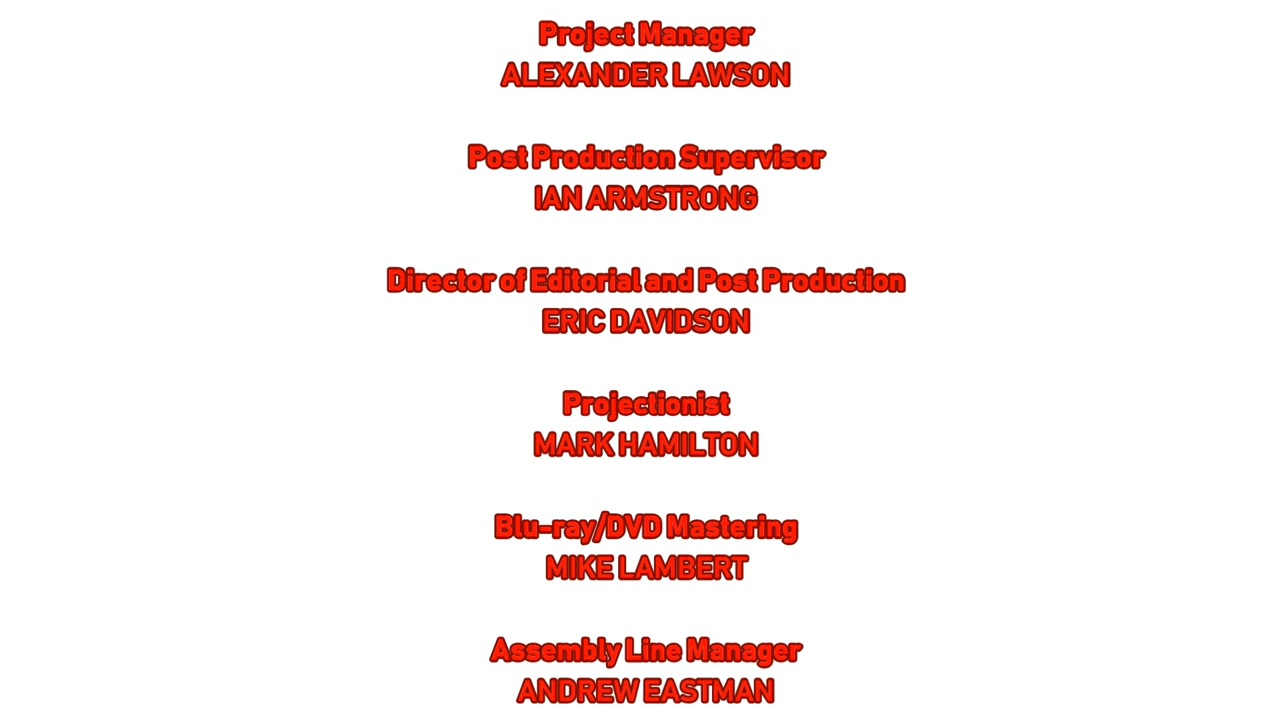 Project Manager
ALEXANDER LAWSON
Post Production Supervisor
IAN ARMSTRONG
Director of Editorial and Post Production
ERIC DAVIDSON
Projectionist
MARK HAMILTON
Blu-ray/DVD Mastering
MIKE LAMBERT
Assembly Line Manager
ANDREW EASTMAN